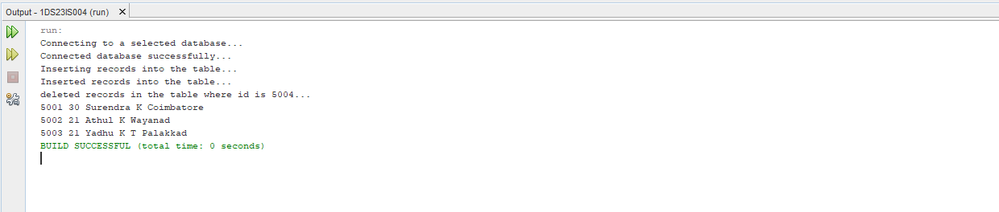 Output - 1DS23IS004 (run)
run:
Connecting to a selected database...
Connected database successfully...
Inserting records into the table...
Inserted records into the table...
deleted records in the table where id is 5004...
5001 30 Surendra K Coimbatore
5002 21 Athul K Wayanad
5003 21 Yadhu K T Palakkad
BUILD SUCCESSFUL (total time: 0 seconds)